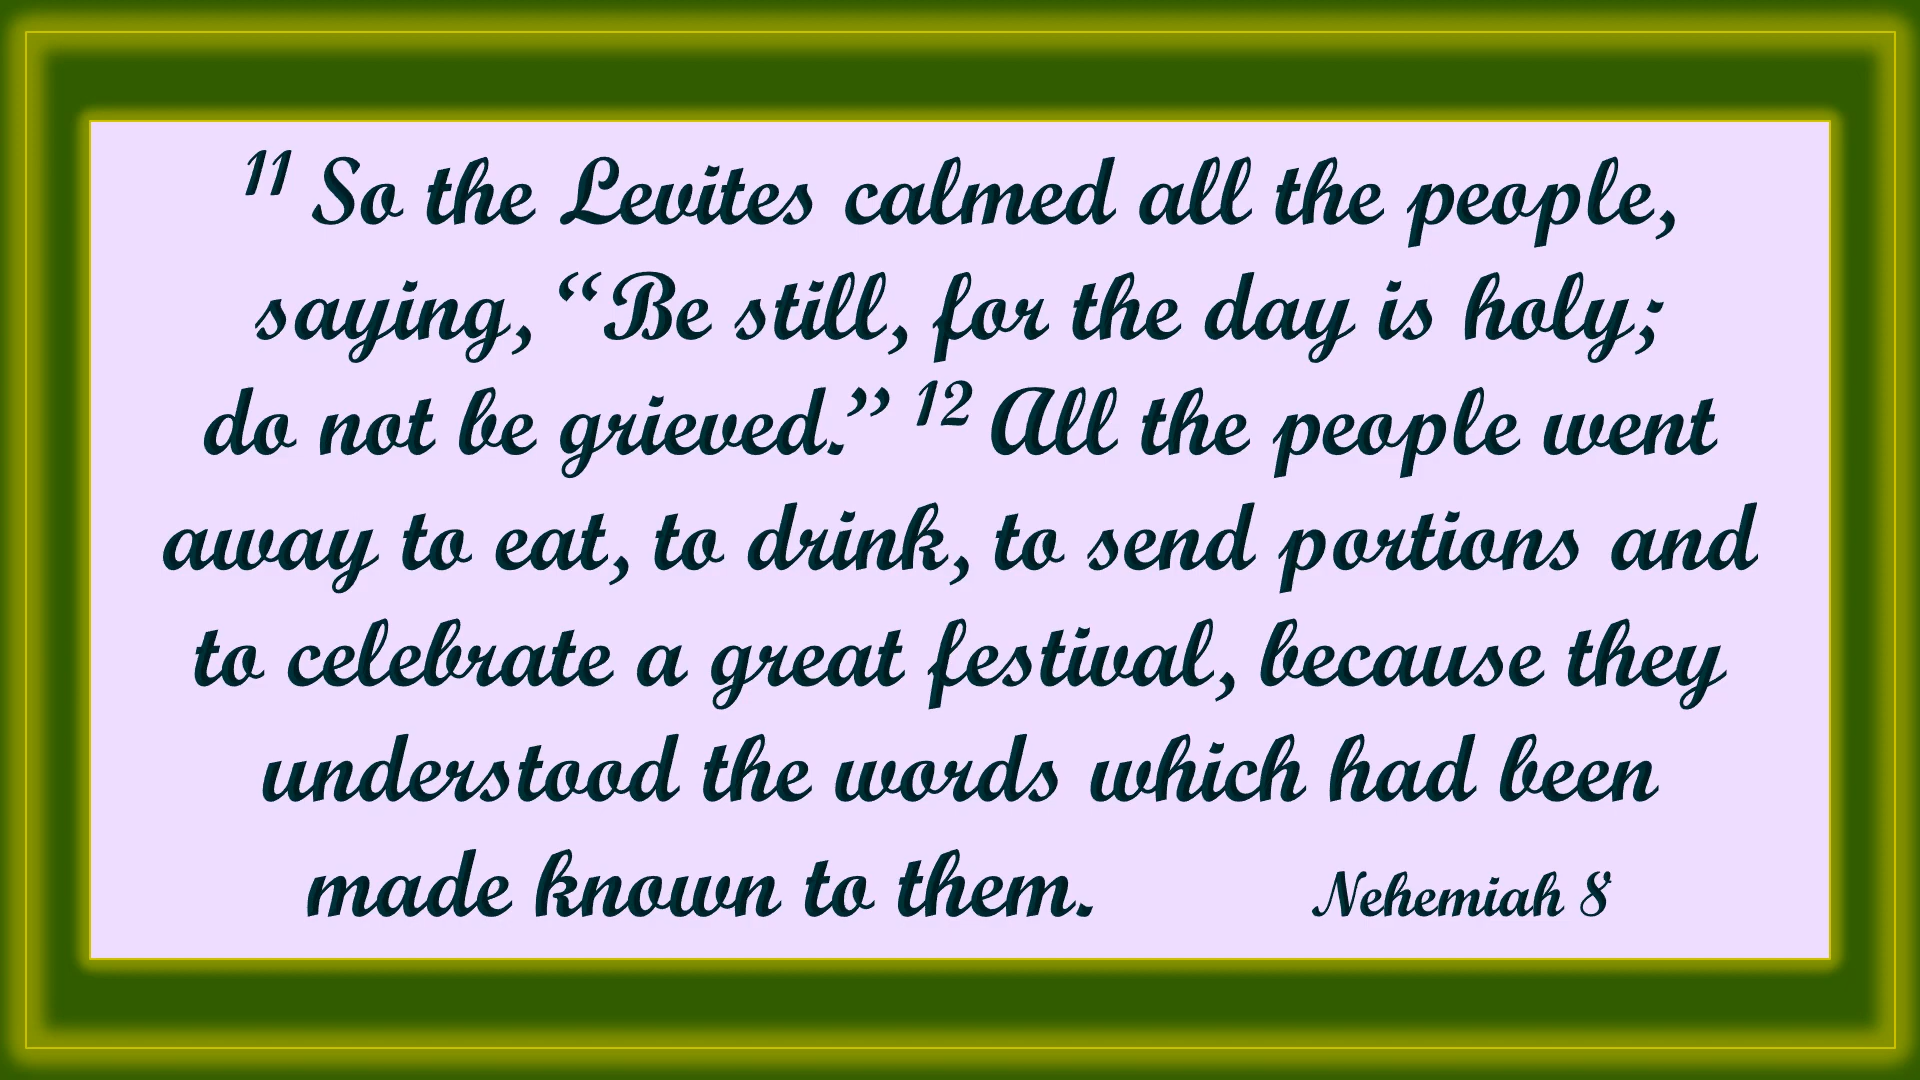 11 So the Levites calmed all the people,
saying, “Be still, for the day is holy;
do not be grieved.” 12 All the people went
away to eat, to drink, to send portions and
to celebrate a great festival, because they
understood the words which had been
made known to them. Nehemiah 8